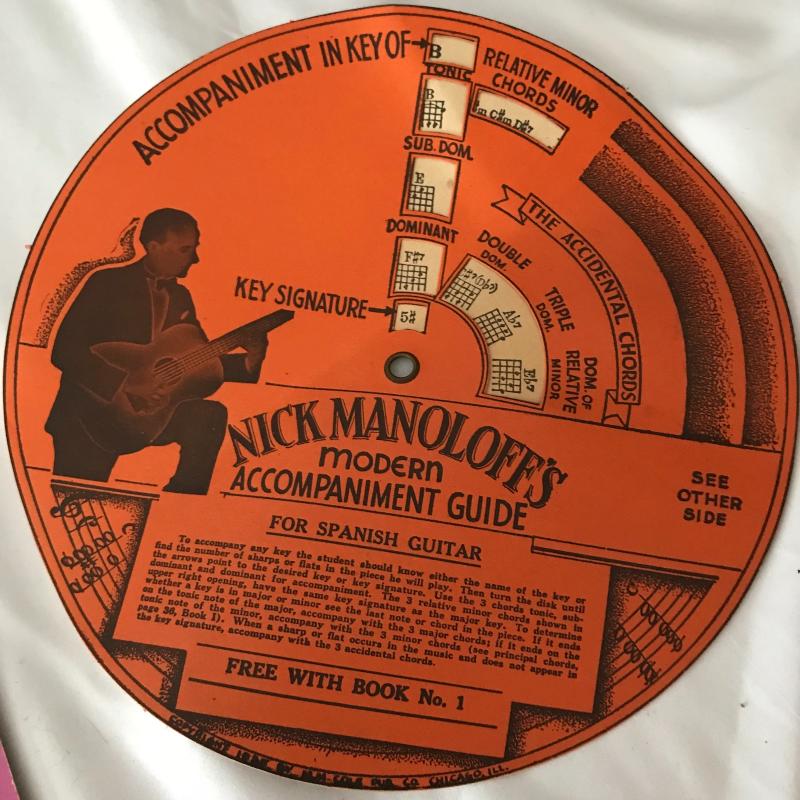 ACCOMPANIMENT IN KEY OF
B
RELATIVE MINOR
CHORDS
TONIC
B
C#m D#7
SUB. DOM.
E
DOMINANT
F#7
THE ACCIDENTAL CHORDS
DOUBLE
DOM.
TRIPLE
DOM.
DOM. OF
RELATIVE
MINOR
Ab7
Eb7
KEY SIGNATURE
5#
NICK MANOLOFF'S
MODERN
ACCOMPANIMENT GUIDE
FOR SPANISH GUITAR
SEE
OTHER
SIDE
To accompany any key the student should know either the name of the key or
find the number of sharps or flats in the piece he will play. Then turn the disk until
the arrows point to the desired key or key signature. Use the 3 chords tonic, sub-
dominant and dominant for accompaniment. The 3 relative minor chords shown in
upper right opening, have the same key signature as the major key. To determine
whether a key is in major or minor see the last note or chord in the piece. If it ends
on the tonic note of the major, accompany with the 3 major chords; if it ends on the
tonic note of the minor, accompany with the 3 minor chords (see principal chords,
page 36, Book I). When a sharp or flat occurs in the music and does not appear in
the key signature, accompany with the 3 accidental chords.
FREE WITH BOOK No. 1
COPYRIGHT BY M.M. COLE PUB. CO CHICAGO, ILL.